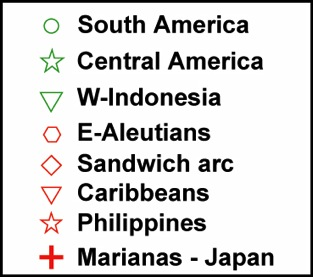 South America
Central America
W-Indonesia
E-Aleutians
Sandwich arc
Caribbeans
Philippines
Marianas - Japan